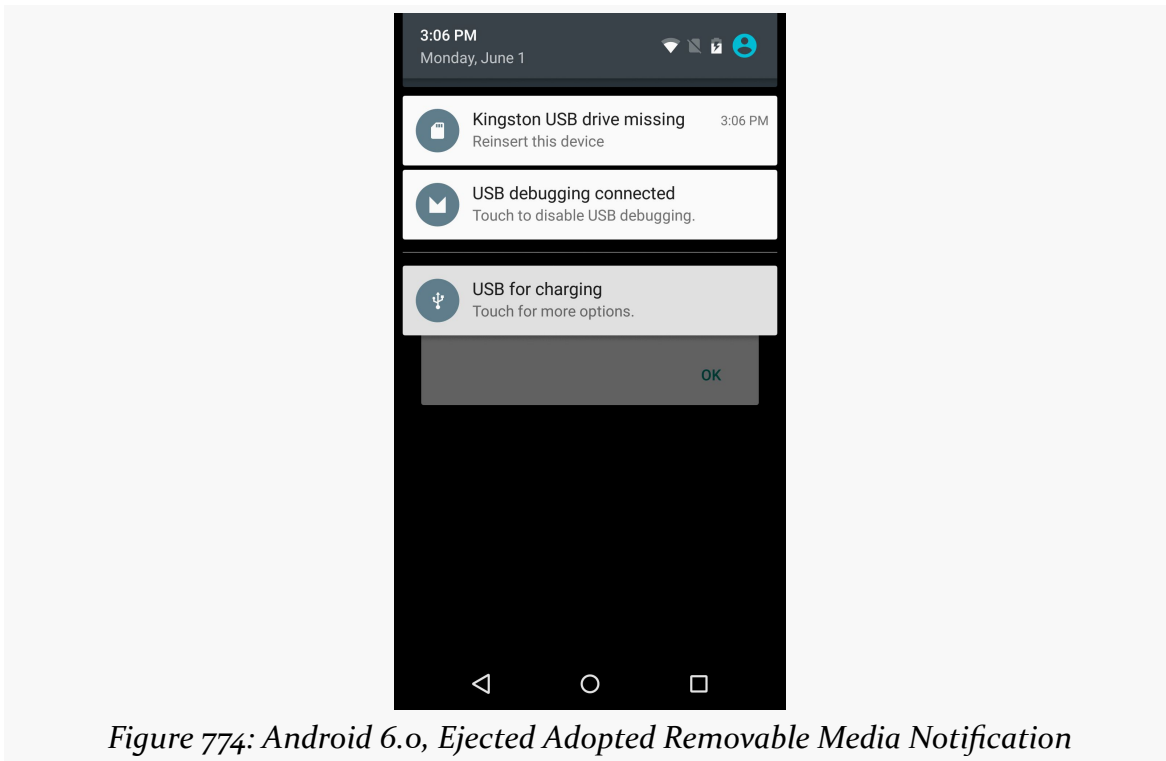 3:06 PM
Monday, June 1
Kingston USB drive missing 3:06 PM
Reinsert this device
USB debugging connected
Touch to disable USB debugging.
USB for charging
Touch for more options.
OK
Figure 774: Android 6.0, Ejected Adopted Removable Media Notification